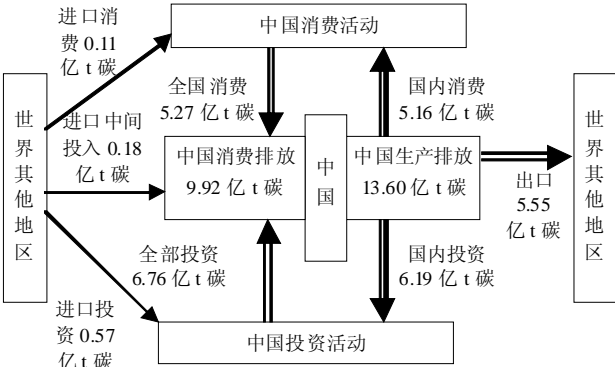 进口消
费 0.11
亿 t 碳
中国消费活动
全国消费
5.27 亿 t 碳
国内消费
5.16 亿 t 碳
世
界
其
他
地
区
进口中间
投入 0.18
亿 t 碳
中国消费排放
9.92 亿 t 碳
中
国
中国生产排放
13.60 亿 t 碳
出口
5.55
亿 t 碳
世
界
其
他
地
区
全部投资
6.76 亿 t 碳
国内投资
6.19 亿 t 碳
进口投
资 0.57
亿 t 碳
中国投资活动